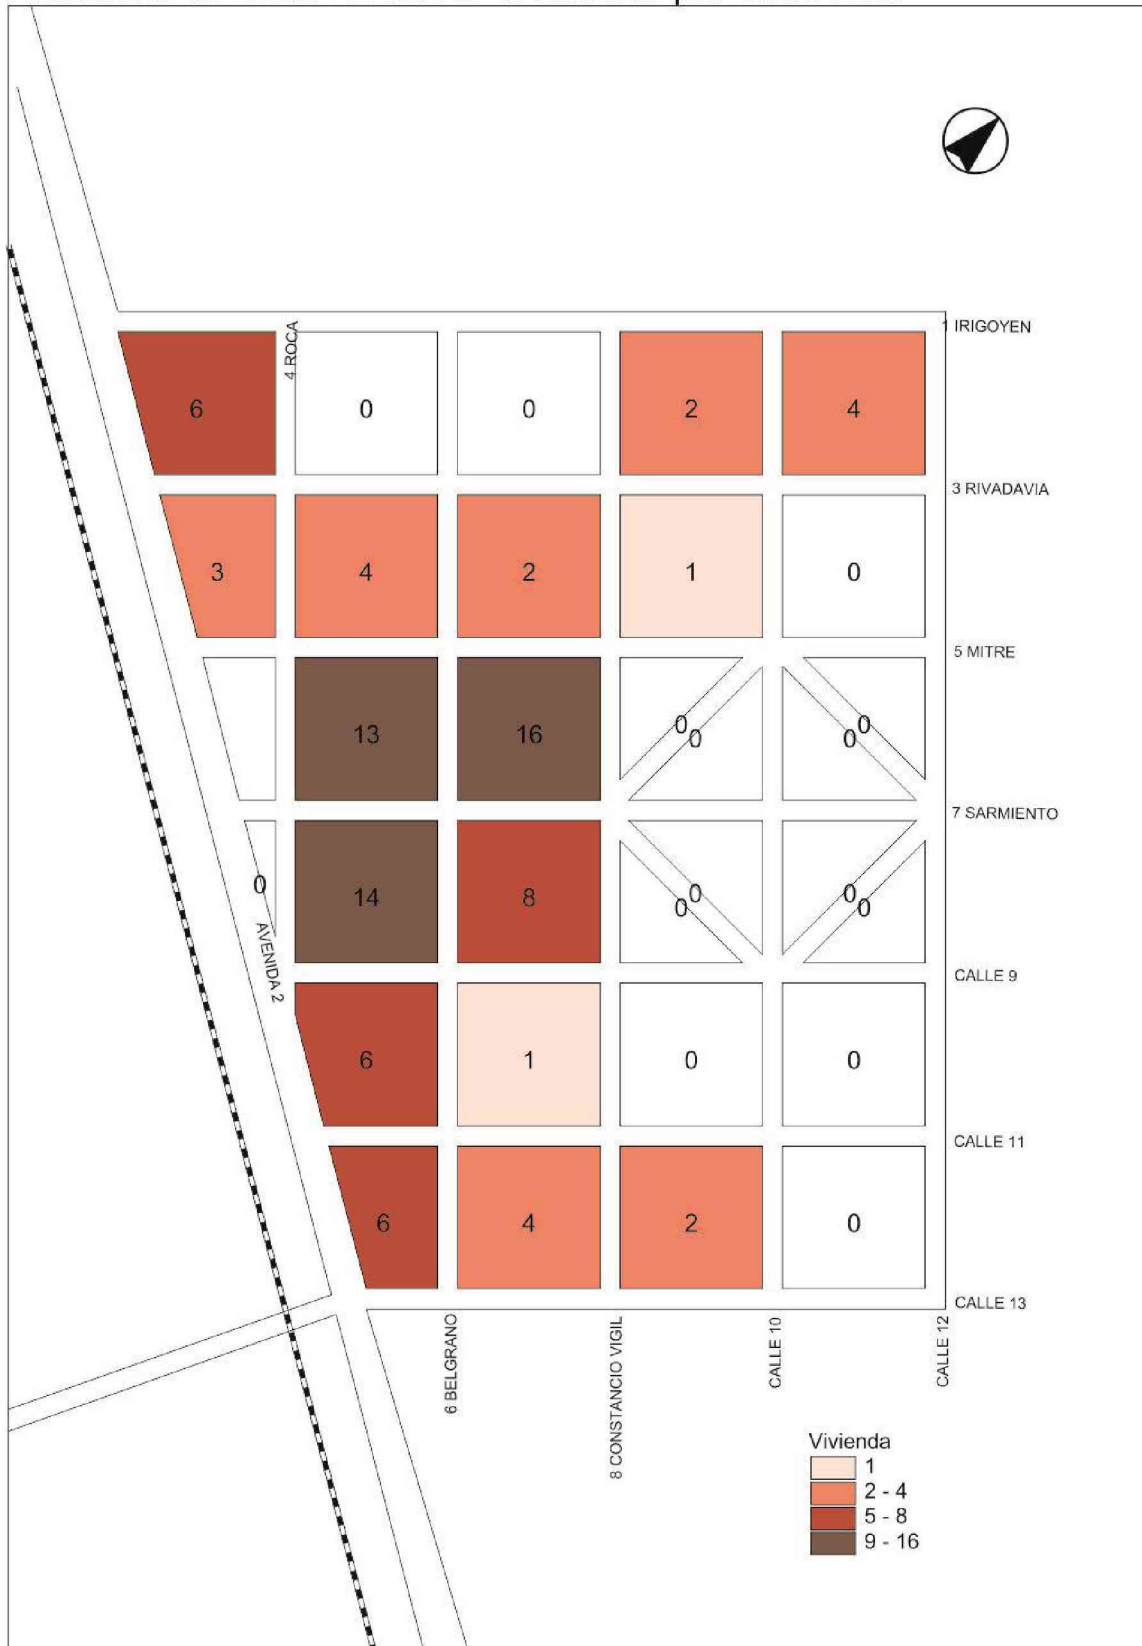 1 IRIGOYEN
4 ROCA
6
0
0
2
4
3 RIVADAVIA
3
4
2
1
0
5 MITRE
13
16
0
0
0
0
7 SARMIENTO
0
14
8
0
0
0
0
AVENIDA 2
CALLE 9
6
1
0
0
CALLE 11
6
4
2
0
CALLE 13
6 BELGRANO
8 CONSTANCIO VIGIL
CALLE 10
CALLE 12
Vivienda
1
2 - 4
5 - 8
9 - 16